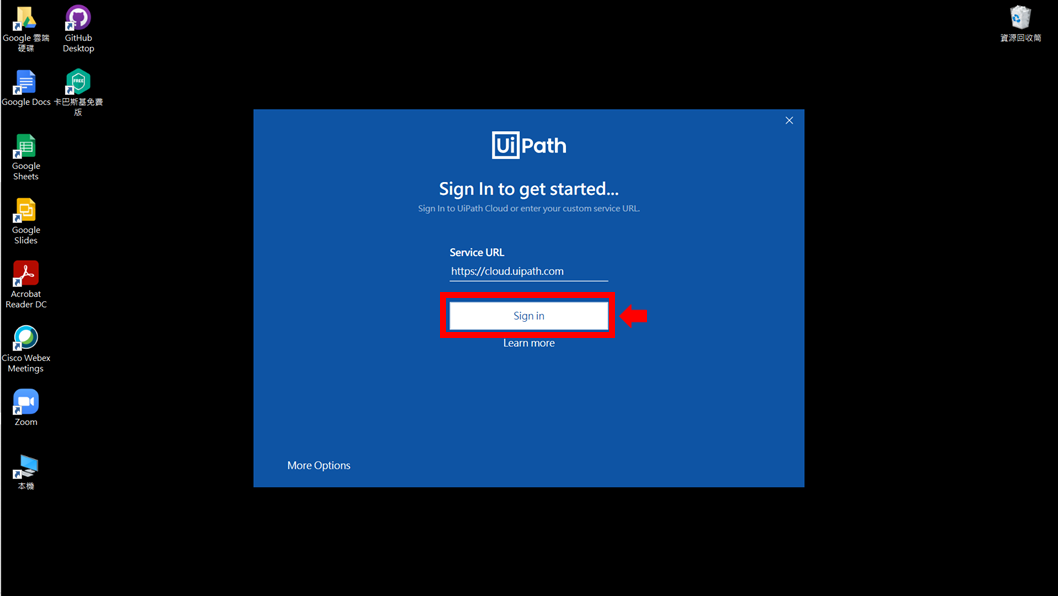 Google 雲端
硬碟
GitHub
Desktop
資源回收筒
Google Docs
FREE
卡巴斯基免費
版
Google
Sheets
Google
Slides
Acrobat
Reader DC
Cisco Webex
Meetings
Zoom
本機
UiPath
Sign In to get started...
Sign In to UiPath Cloud or enter your custom service URL.
Service URL
https://cloud.uipath.com
Sign in
Learn more
More Options